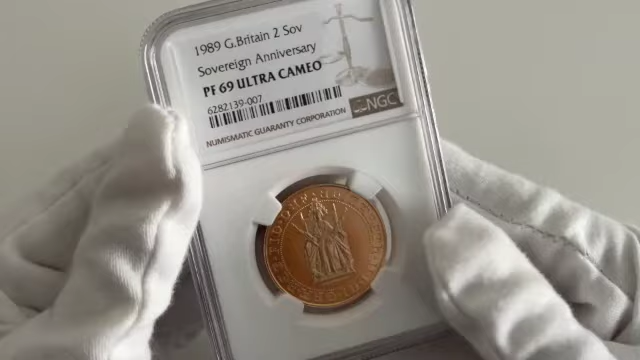 1989 G.Britain 2 Sov
Sovereign Anniversary
PF 69 ULTRA CAMEO
6282139-007
NGC
NUMISMATIC GUARANTY CORPORATION